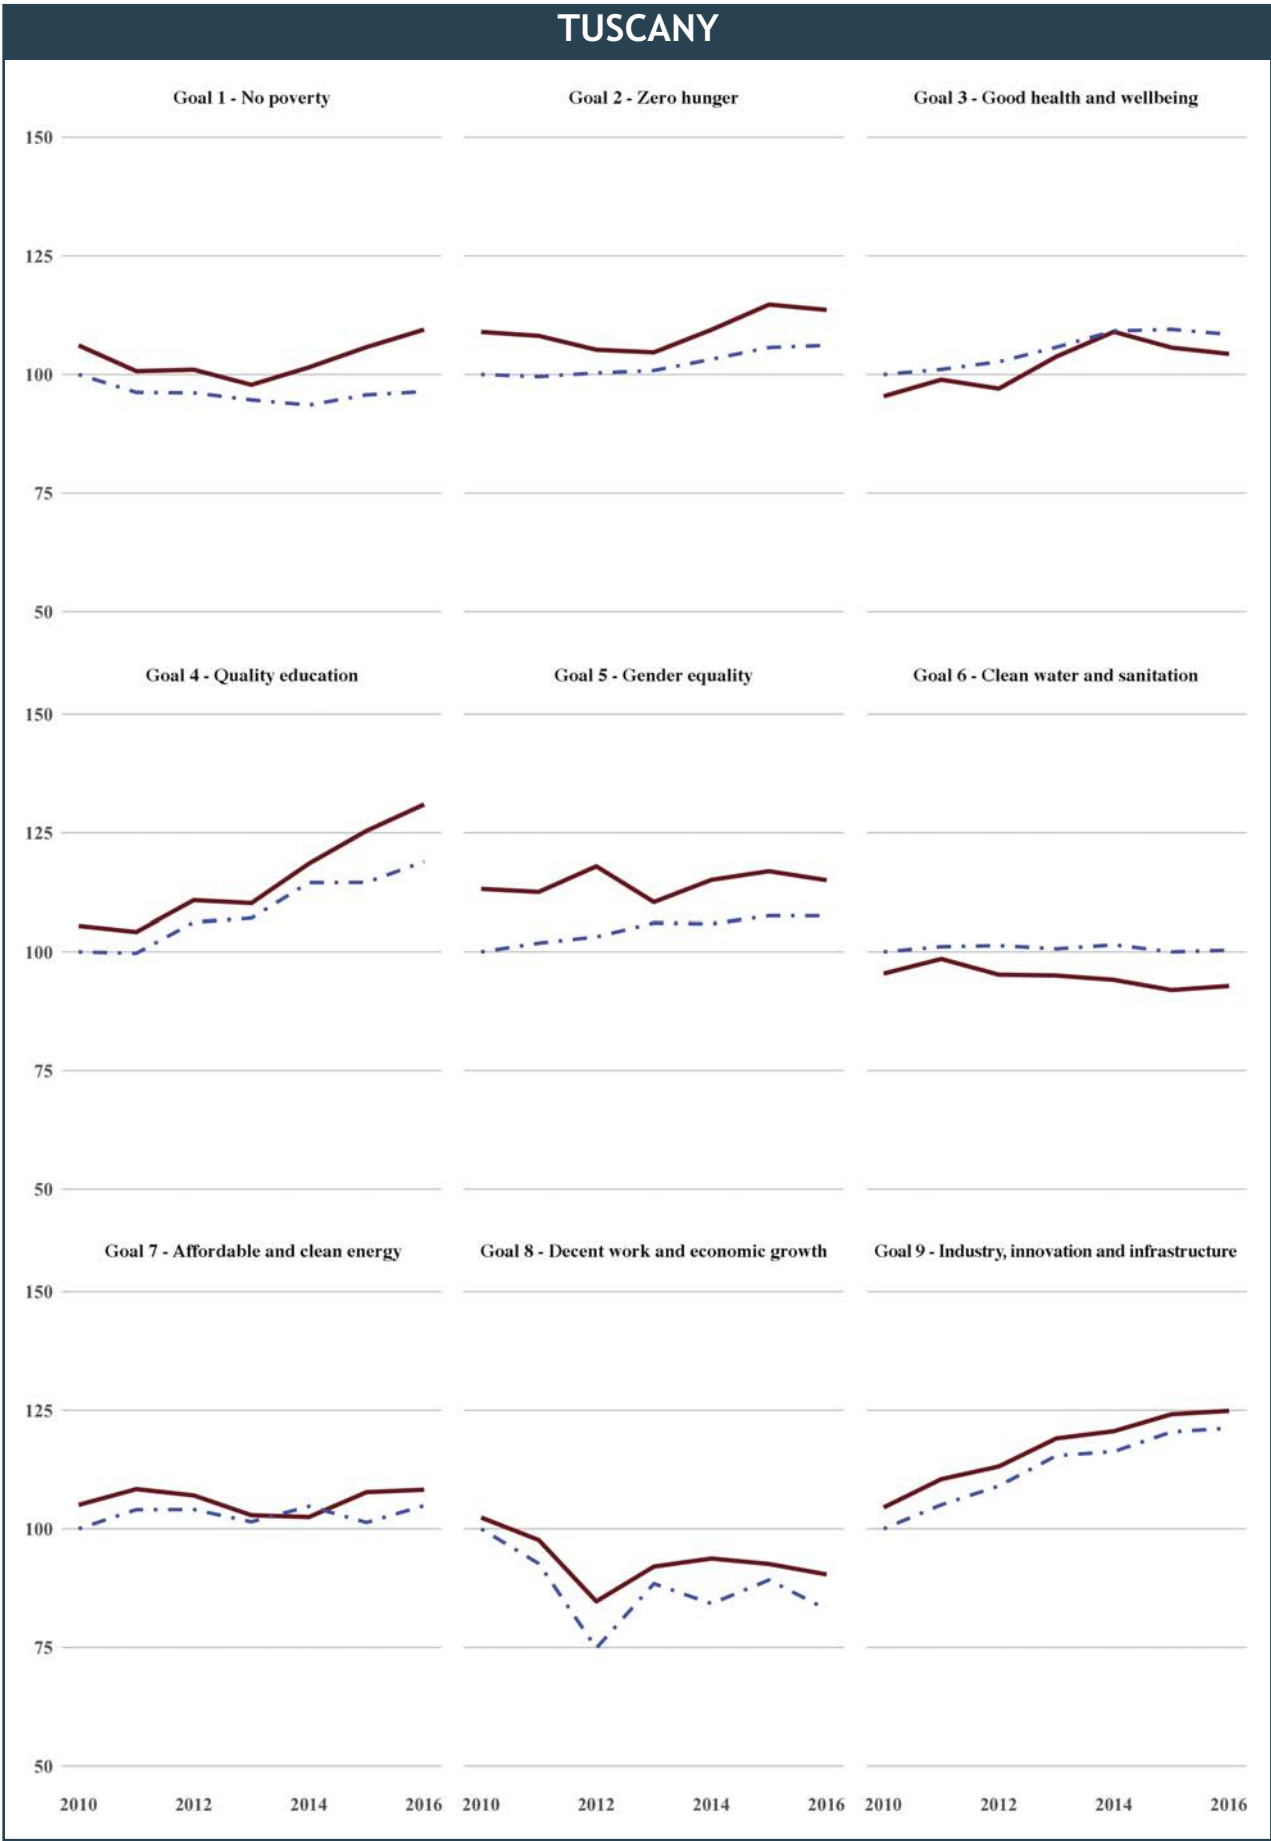 TUSCANY
Goal 1 - No poverty
Goal 2 - Zero hunger
Goal 3 - Good health and wellbeing
150
125
100
75
50
Goal 4 - Quality education
Goal 5 - Gender equality
Goal 6 - Clean water and sanitation
150
125
100
75
50
Goal 7 - Affordable and clean energy
Goal 8 - Decent work and economic growth
Goal 9 - Industry, innovation and infrastructure
150
125
100
75
50
2010 2012 2014 2016 2010 2012 2014 2016 2010 2012 2014 2016